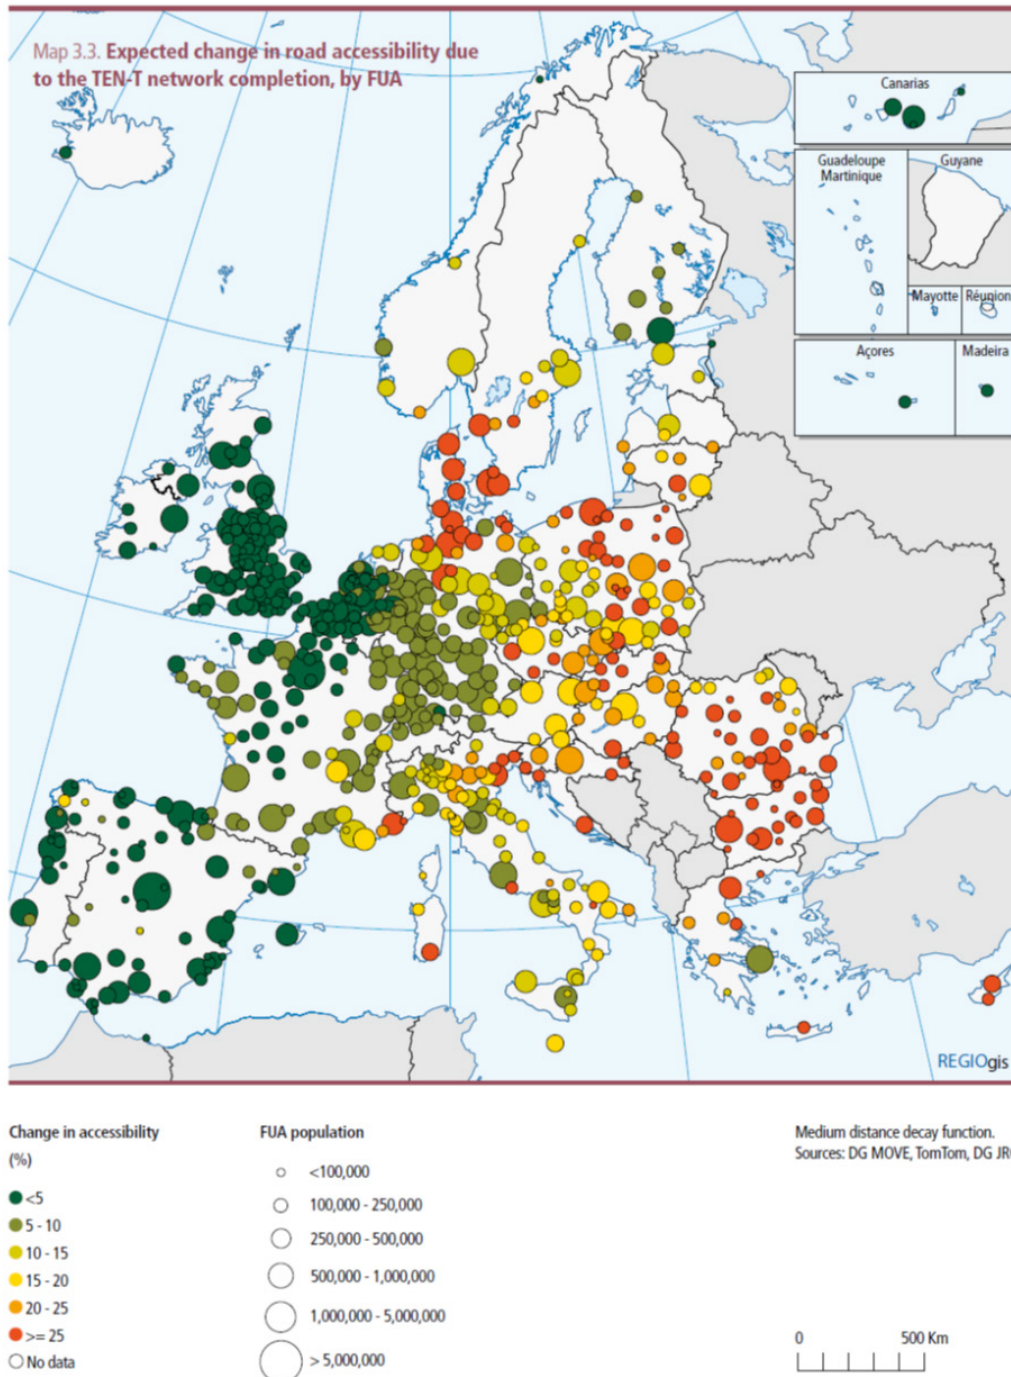 Map 3.3. Expected change in road accessibility due
to the TEN-T network completion, by FUA
Canarias
Guadeloupe
Martinique
Guyane
Mayotte
Réunion
Açores
Madeira
REGIOgis
Change in accessibility
(%)
<5
5 - 10
10 - 15
15 - 20
20 - 25
>= 25
No data
FUA population
<100,000
100,000 - 250,000
250,000 - 500,000
500,000 - 1,000,000
1,000,000 - 5,000,000
> 5,000,000
Medium distance decay function.
Sources: DG MOVE, TomTom, DG
0 500 Km